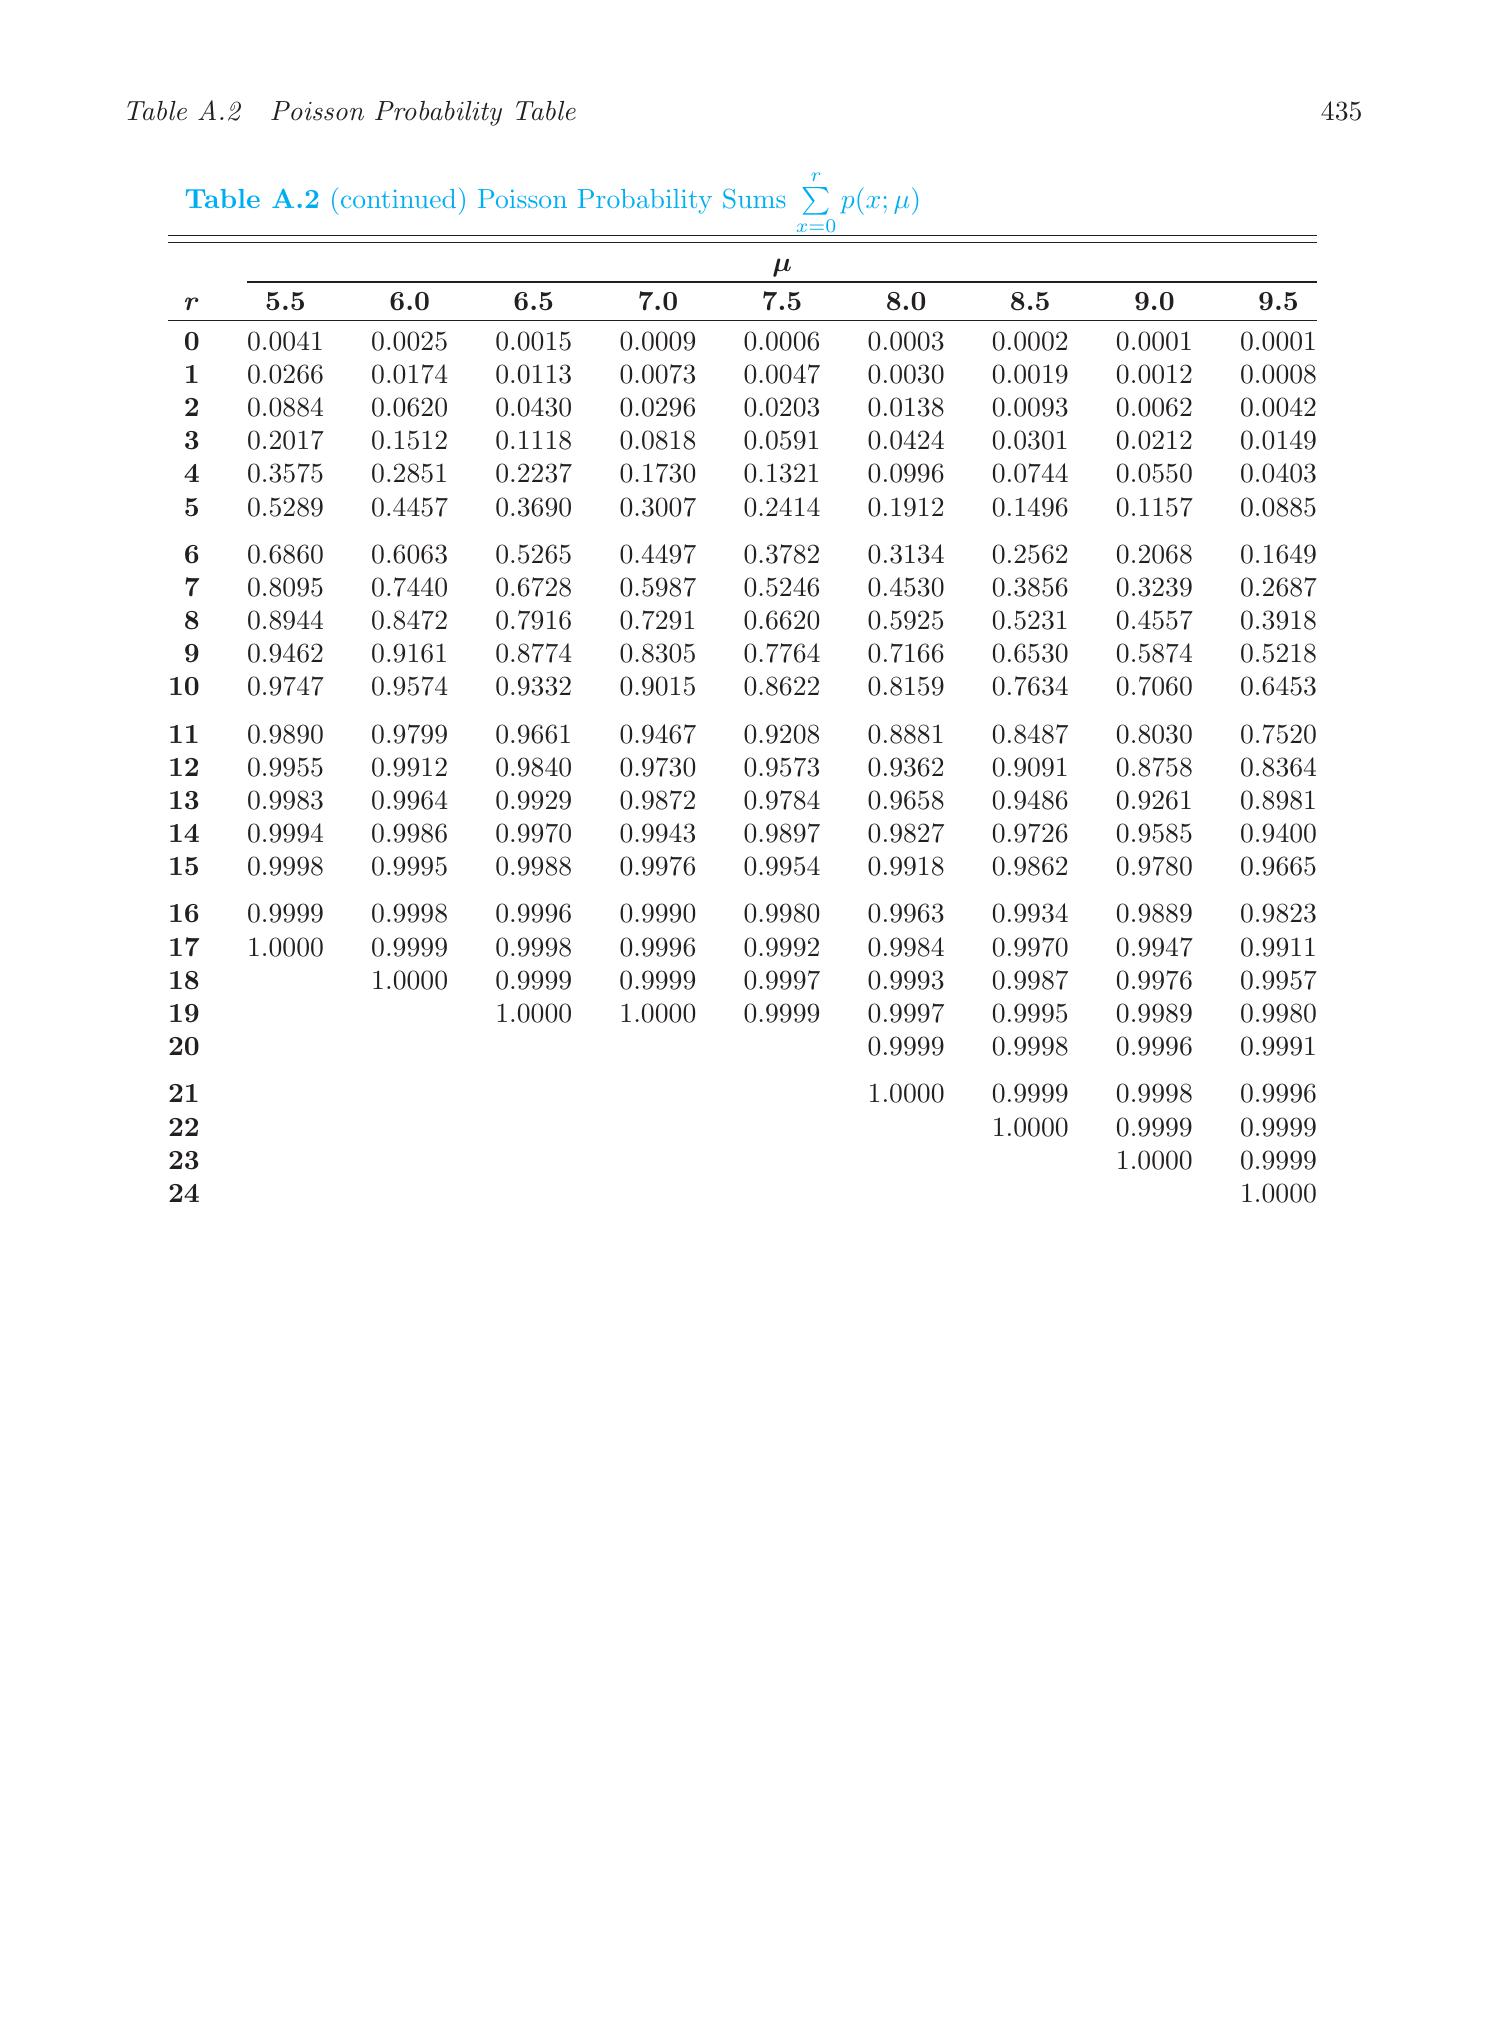 Table A.2 Poisson Probability Table 435
Table A.2 (continued) Poisson Probability Sums r∑x=0 p(x; μ)
μ
r 5.5 6.0 6.5 7.0 7.5 8.0 8.5 9.0 9.5
0 0.0041 0.0025 0.0015 0.0009 0.0006 0.0003 0.0002 0.0001 0.0001
1 0.0266 0.0174 0.0113 0.0073 0.0047 0.0030 0.0019 0.0012 0.0008
2 0.0884 0.0620 0.0430 0.0296 0.0203 0.0138 0.0093 0.0062 0.0042
3 0.2017 0.1512 0.1118 0.0818 0.0591 0.0424 0.0301 0.0212 0.0149
4 0.3575 0.2851 0.2237 0.1730 0.1321 0.0996 0.0744 0.0550 0.0403
5 0.5289 0.4457 0.3690 0.3007 0.2414 0.1912 0.1496 0.1157 0.0885
6 0.6860 0.6063 0.5265 0.4497 0.3782 0.3134 0.2562 0.2068 0.1649
7 0.8095 0.7440 0.6728 0.5987 0.5246 0.4530 0.3856 0.3239 0.2687
8 0.8944 0.8472 0.7916 0.7291 0.6620 0.5925 0.5231 0.4557 0.3918
9 0.9462 0.9161 0.8774 0.8305 0.7764 0.7166 0.6530 0.5874 0.5218
10 0.9747 0.9574 0.9332 0.9015 0.8622 0.8159 0.7634 0.7060 0.6453
11 0.9890 0.9799 0.9661 0.9467 0.9208 0.8881 0.8487 0.8030 0.7520
12 0.9955 0.9912 0.9840 0.9730 0.9573 0.9362 0.9091 0.8758 0.8364
13 0.9983 0.9964 0.9929 0.9872 0.9784 0.9658 0.9486 0.9261 0.8981
14 0.9994 0.9986 0.9970 0.9943 0.9897 0.9827 0.9726 0.9585 0.9400
15 0.9998 0.9995 0.9988 0.9976 0.9954 0.9918 0.9862 0.9780 0.9665
16 0.9999 0.9998 0.9996 0.9990 0.9980 0.9963 0.9934 0.9889 0.9823
17 1.0000 0.9999 0.9998 0.9996 0.9992 0.9984 0.9970 0.9947 0.9911
18 1.0000 0.9999 0.9999 0.9997 0.9993 0.9987 0.9976 0.9957
19 1.0000 1.0000 0.9999 0.9997 0.9995 0.9989 0.9980
20 0.9999 0.9998 0.9996 0.9991
21 1.0000 0.9999 0.9998 0.9996
22 1.0000 0.9999 0.9999
23 1.0000 0.9999
24 1.0000